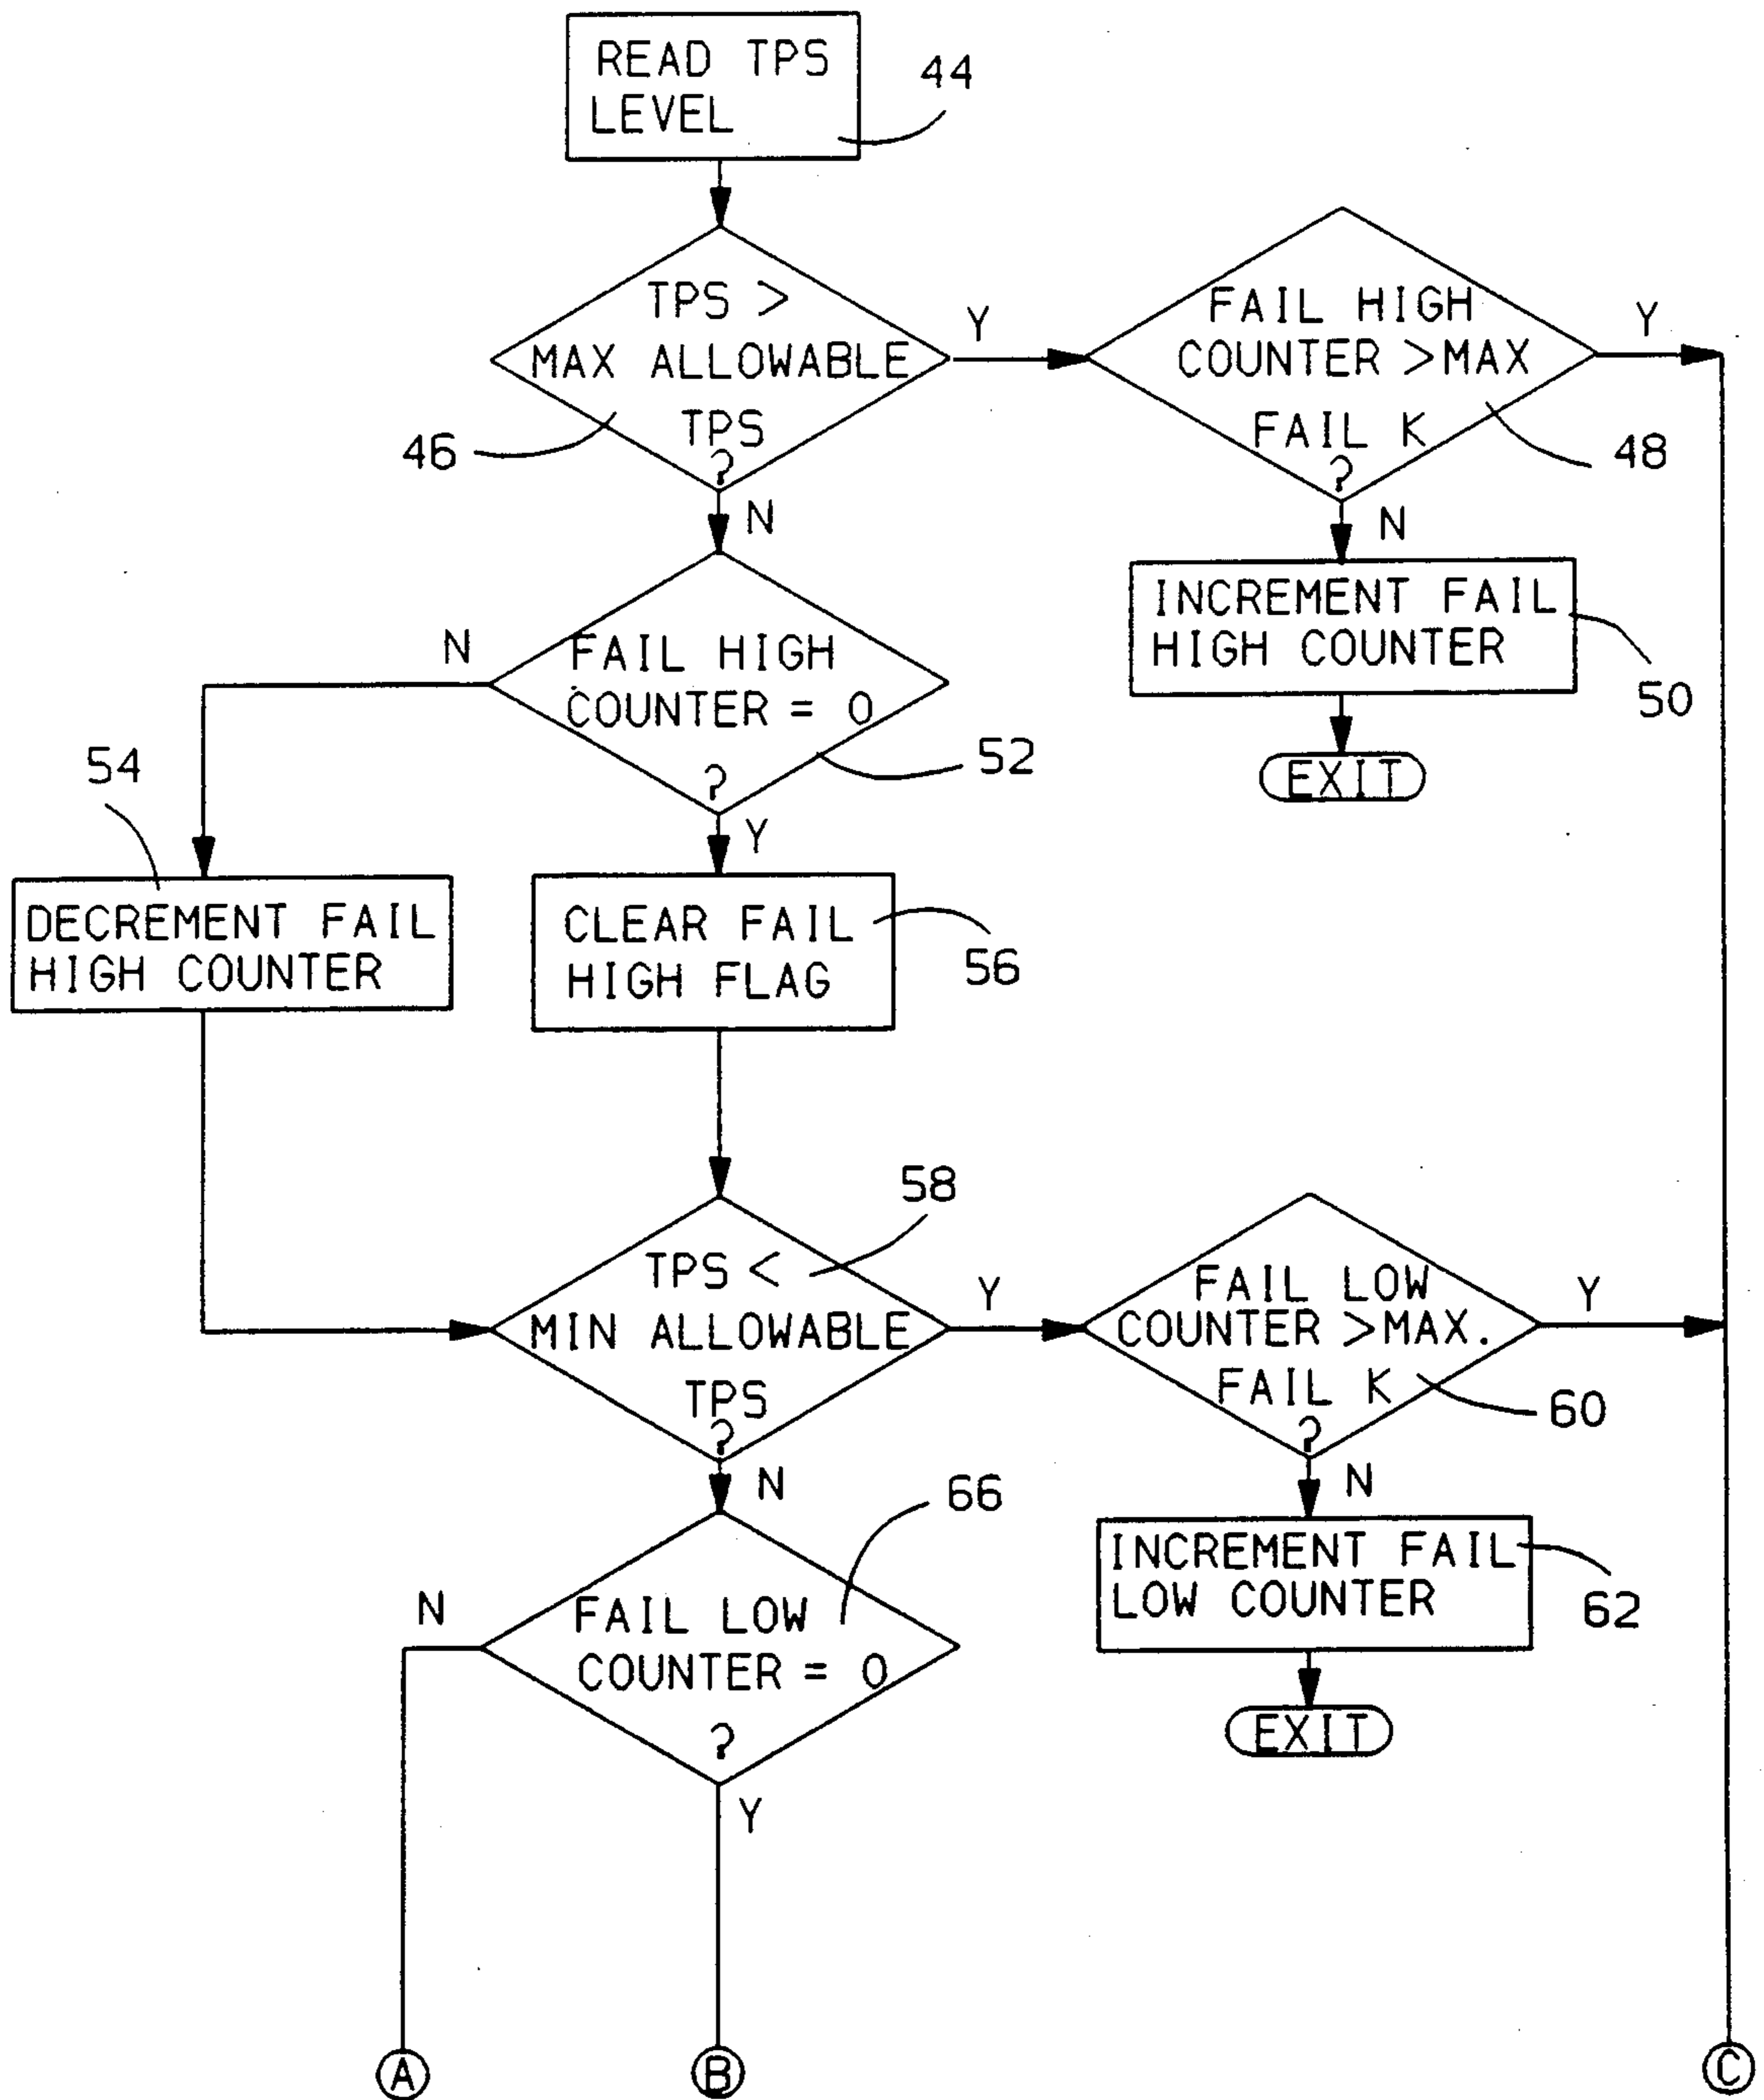 READ TPS
LEVEL
44
TPS >
MAX ALLOWABLE
TPS
?
46
Y
FAIL HIGH
COUNTER >MAX
FAIL K
?
48
Y
N
N
INCREMENT FAIL
HIGH COUNTER
50
EXIT
FAIL HIGH
COUNTER = 0
?
52
N
Y
54
DECREMENT FAIL
HIGH COUNTER
CLEAR FAIL
HIGH FLAG
56
58
TPS <
MIN ALLOWABLE
TPS
?
Y
FAIL LOW
COUNTER >MAX.
FAIL K
?
60
Y
N
N
66
INCREMENT FAIL
LOW COUNTER
62
EXIT
FAIL LOW
COUNTER = 0
?
N
Y
A
B
C